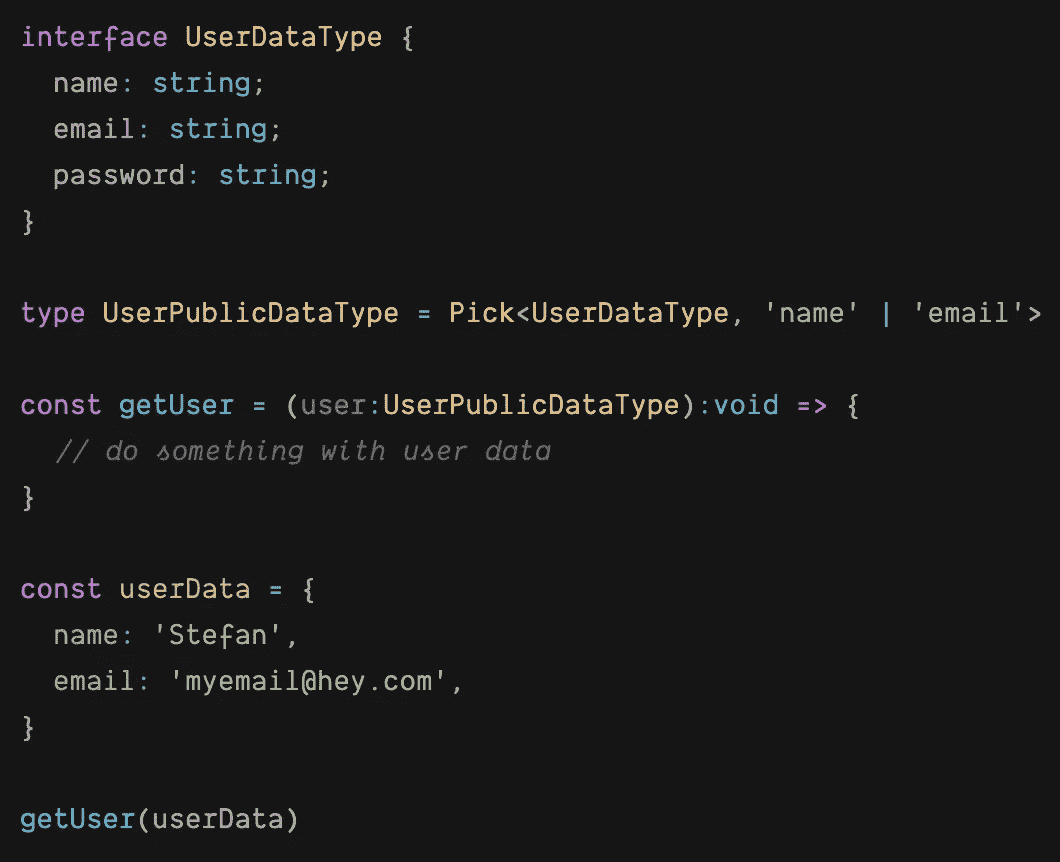 interface UserDataType {
  name: string;
  email: string;
  password: string;
}
type UserPublicDataType = Pick<UserDataType, 'name' | 'email'>
const getUser = (user:UserPublicDataType):void => {
  // do something with user data
}
const userData = {
  name: 'Stefan',
  email: 'myemail@hey.com',
}
getUser(userData)